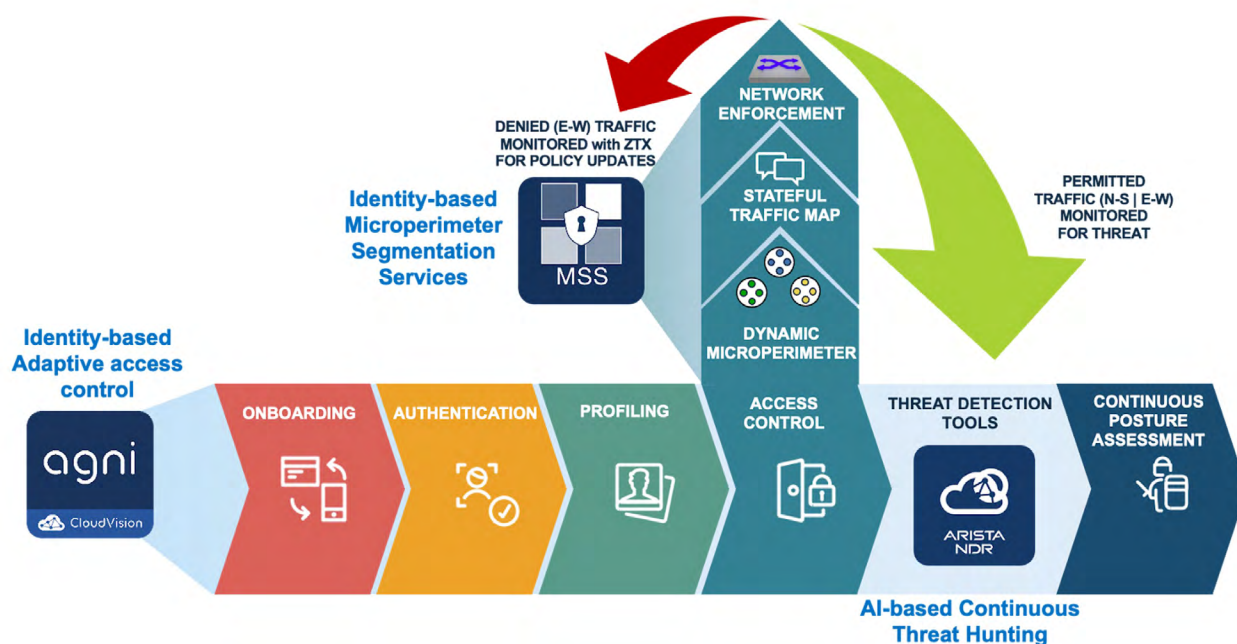 NETWORK
ENFORCEMENT
DENIED (E-W) TRAFFIC
MONITORED with ZTX
FOR POLICY UPDATES
STATEFUL
TRAFFIC MAP
PERMITTED
TRAFFIC (N-S | E-W)
MONITORED
FOR THREAT
Identity-based
Microperimeter
Segmentation
Services
MSS
DYNAMIC
MICROPERIMETER
Identity-based
Adaptive access
control
agni
CloudVision
ONBOARDING
AUTHENTICATION
PROFILING
ACCESS
CONTROL
THREAT DETECTION
TOOLS
ARISTA
NDR
CONTINUOUS
POSTURE
ASSESSMENT
AI-based Continuous
Threat Hunting